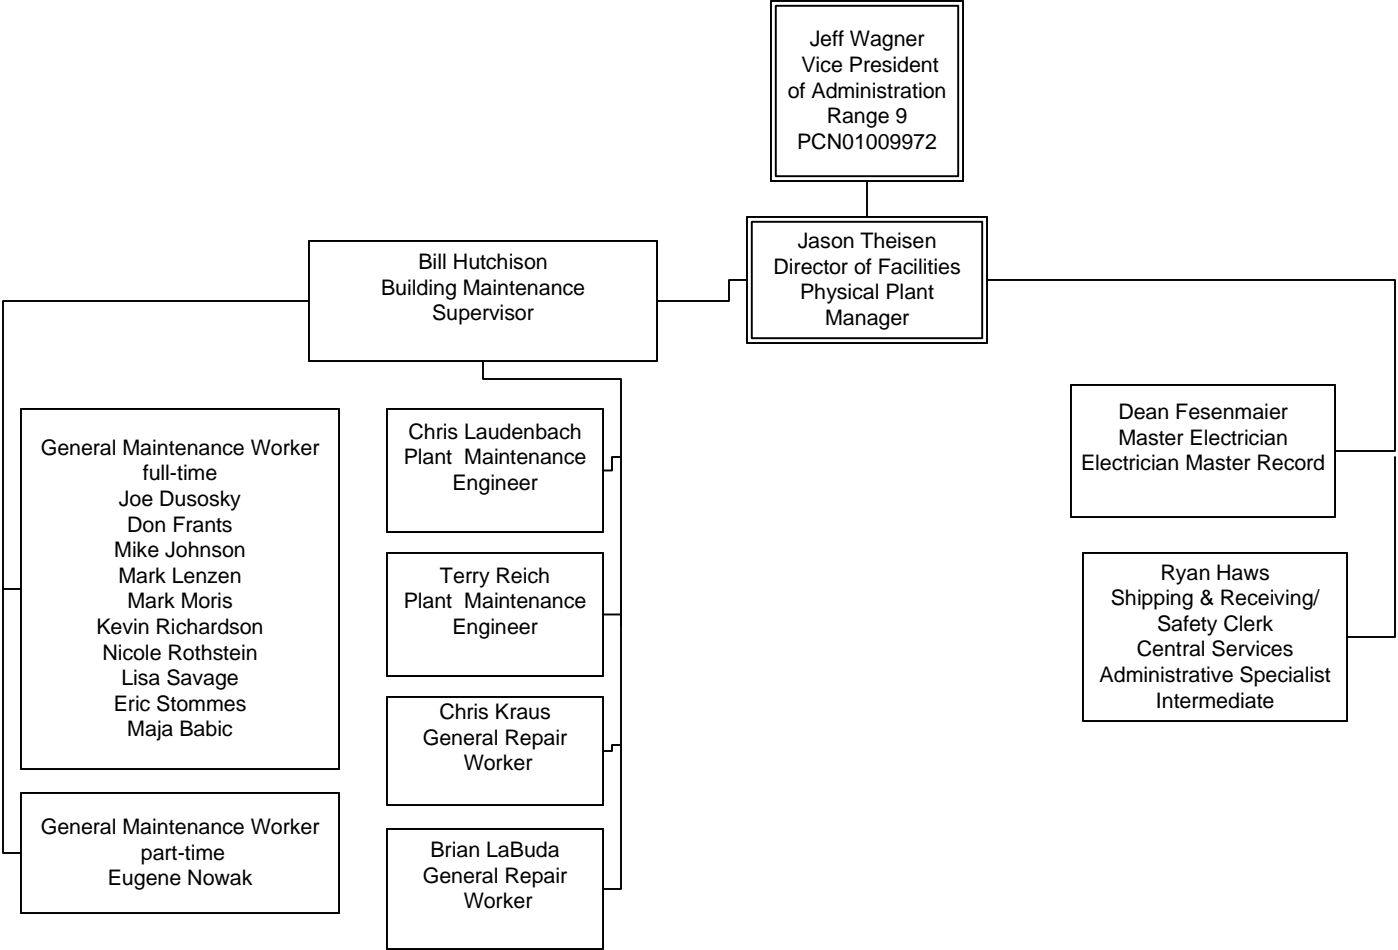 Jeff Wagner
Vice President
of Administration
Range 9
PCN01009972
Jason Theisen
Director of Facilities
Physical Plant
Manager
Bill Hutchison
Building Maintenance
Supervisor
General Maintenance Worker
full-time
Joe Dusosky
Don Frants
Mike Johnson
Mark Lenzen
Mark Moris
Kevin Richardson
Nicole Rothstein
Lisa Savage
Eric Stommes
Maja Babic
General Maintenance Worker
part-time
Eugene Nowak
Chris Laudenbach
Plant  Maintenance
Engineer
Terry Reich
Plant  Maintenance
Engineer
Chris Kraus
General Repair
Worker
Brian LaBuda
General Repair
Worker
Dean Fesenmaier
Master Electrician
Electrician Master Record
Ryan Haws
Shipping & Receiving/
Safety Clerk
Central Services
Administrative Specialist
Intermediate